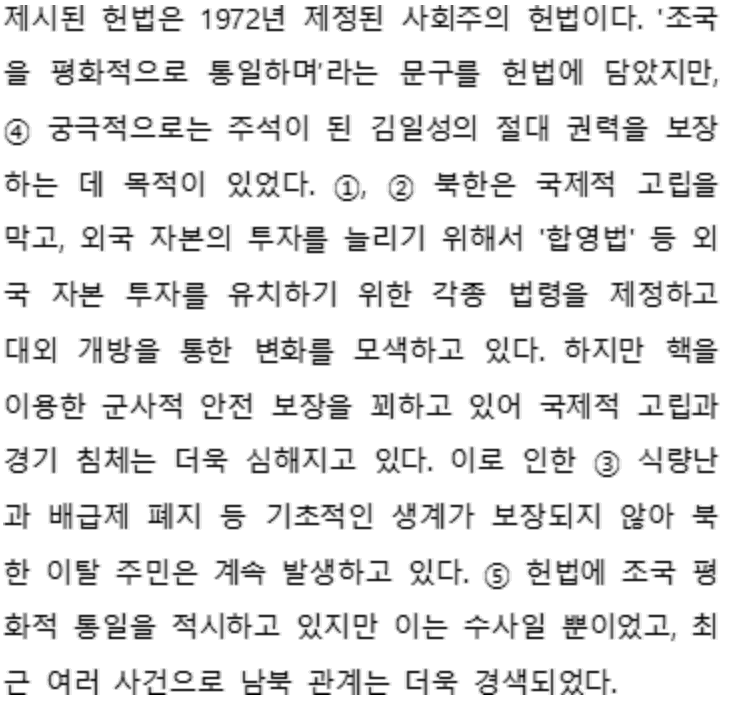 제시된 헌법은 1972년 제정된 사회주의 헌법이다. '조국
을 평화적으로 통일하며'라는 문구를 헌법에 담았지만,
④ 궁극적으로는 주석이 된 김일성의 절대 권력을 보장
하는 데 목적이 있었다. ①, ② 북한은 국제적 고립을
막고, 외국 자본의 투자를 늘리기 위해서 '합영법' 등 외
국 자본 투자를 유치하기 위한 각종 법령을 제정하고
대외 개방을 통한 변화를 모색하고 있다. 하지만 핵을
이용한 군사적 안전 보장을 꾀하고 있어 국제적 고립과
경기 침체는 더욱 심해지고 있다. 이로 인한 ③ 식량난
과 배급제 폐지 등 기초적인 생계가 보장되지 않아 북
한 이탈 주민은 계속 발생하고 있다. ⑤ 헌법에 조국 평
화적 통일을 적시하고 있지만 이는 수사일 뿐이었고, 최
근 여러 사건으로 남북 관계는 더욱 경색되었다.